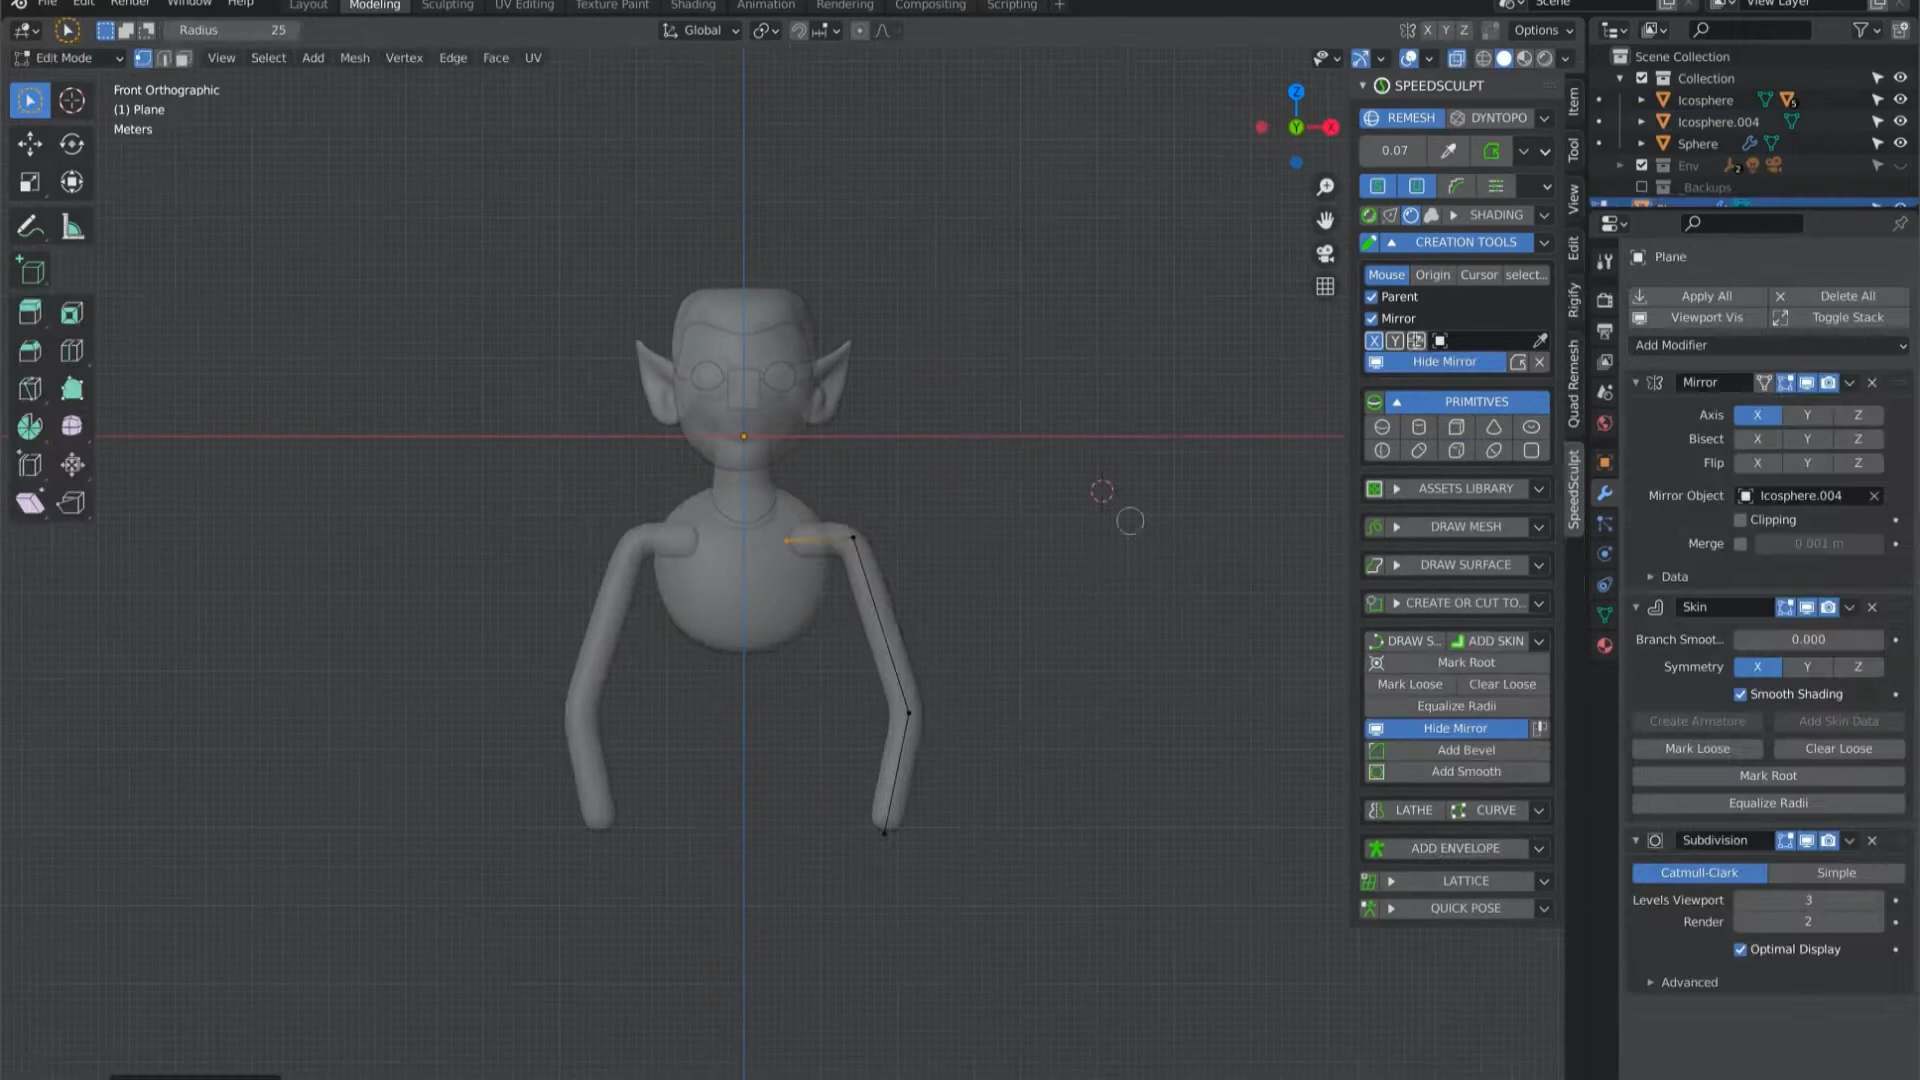 File Edit Render Window Help
Layout Modeling Sculpting UV Editing Texture Paint Shading Animation Rendering Compositing Scripting +
Scene
View Layer
Radius 25
Global
X Y Z
Options
Edit Mode
View Select Add Mesh Vertex Edge Face UV
Front Orthographic
(1) Plane
Meters
Z
Y
X
SPEEDSCULPT
REMESH DYNTOPO
0.07
SHADING
CREATION TOOLS
Mouse Origin Cursor select...
Parent
Mirror
X Y
Hide Mirror
PRIMITIVES
ASSETS LIBRARY
DRAW MESH
DRAW SURFACE
CREATE OR CUT TO...
DRAW S... ADD SKIN
Mark Root
Mark Loose Clear Loose
Equalize Radii
Hide Mirror
Add Bevel
Add Smooth
LATHE CURVE
ADD ENVELOPE
LATTICE
QUICK POSE
Item
Tool
View
Edit
Rigify
Quad Remesh
SpeedSculpt
Scene Collection
Collection
Icosphere 5
Icosphere.004
Sphere
Env 2
_Backups
Plane
Apply All Delete All
Viewport Vis Toggle Stack
Add Modifier
Mirror
Axis X Y Z
Bisect X Y Z
Flip X Y Z
Mirror Object Icosphere.004
Clipping
Merge 0.001 m
Data
Skin
Branch Smoot... 0.000
Symmetry X Y Z
Smooth Shading
Create Armature Add Skin Data
Mark Loose Clear Loose
Mark Root
Equalize Radii
Subdivision
Catmull-Clark Simple
Levels Viewport 3
Render 2
Optimal Display
Advanced